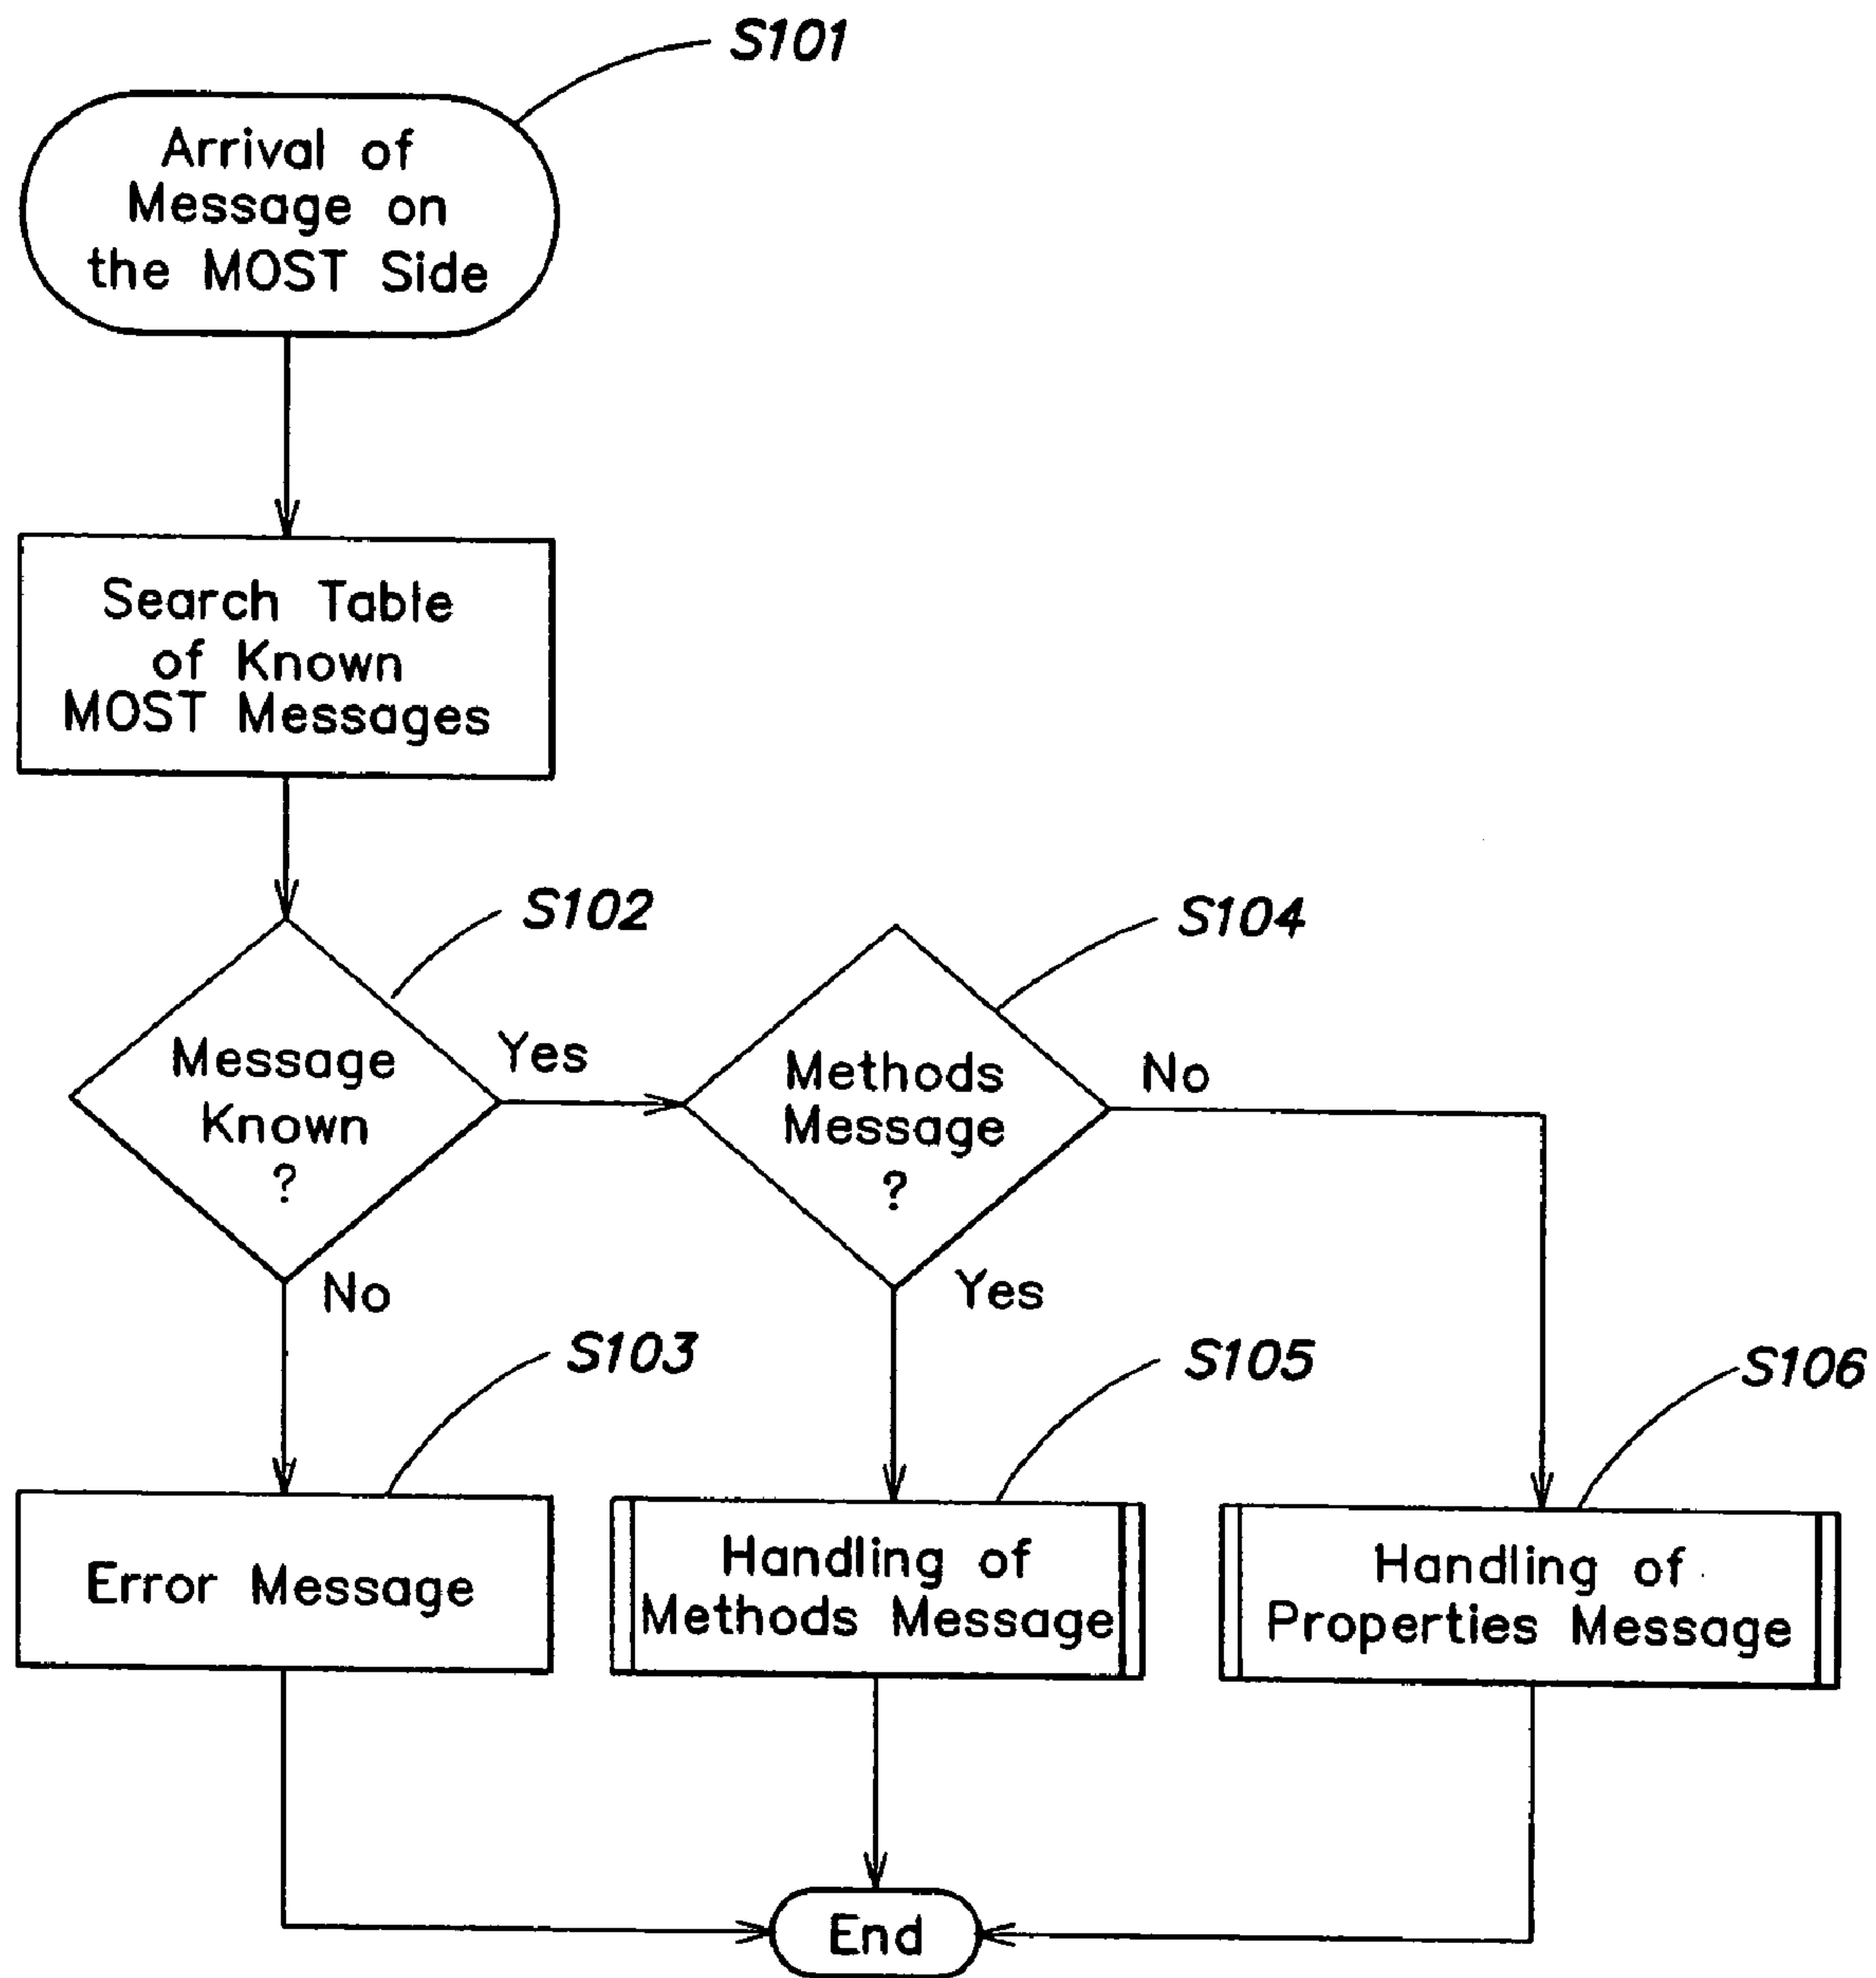 S101
Arrival of
Message on
the MOST Side
Search Table
of Known
MOST Messages
S102
S104
Message
Known
?
Yes
Methods
Message
?
No
No
Yes
S103
S105
S106
Error Message
Handling of
Methods Message
Handling of
Properties Message
End